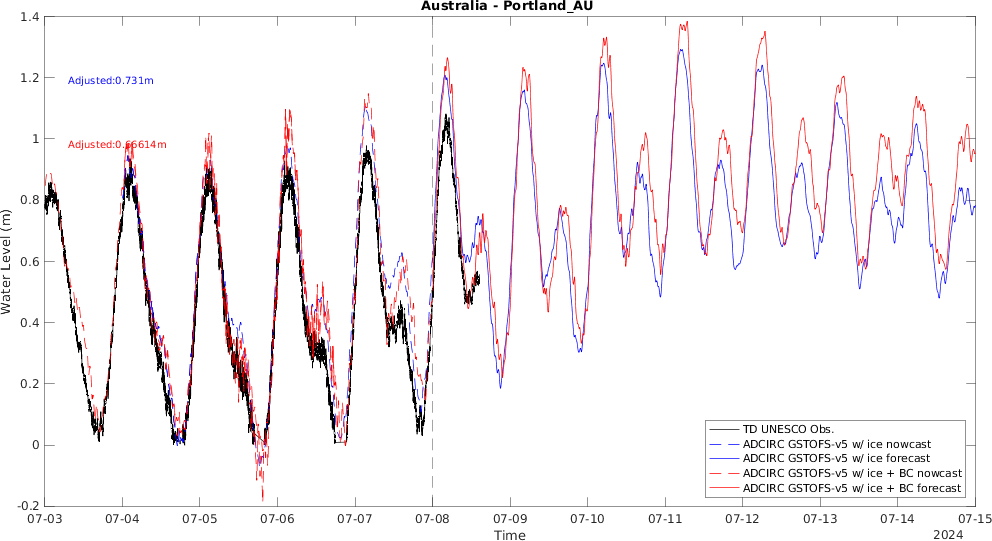 Australia - Portland_AU
1.4
1.2
1
0.8
0.6
0.4
0.2
0
-0.2
Water Level (m)
Adjusted:0.731m
Adjusted:0.66614m
TD UNESCO Obs.
ADCIRC GSTOFS-v5 w/ ice nowcast
ADCIRC GSTOFS-v5 w/ ice forecast
ADCIRC GSTOFS-v5 w/ ice + BC nowcast
ADCIRC GSTOFS-v5 w/ ice + BC forecast
07-03 07-04 07-05 07-06 07-07 07-08 07-09 07-10 07-11 07-12 07-13 07-14 07-15
Time
2024